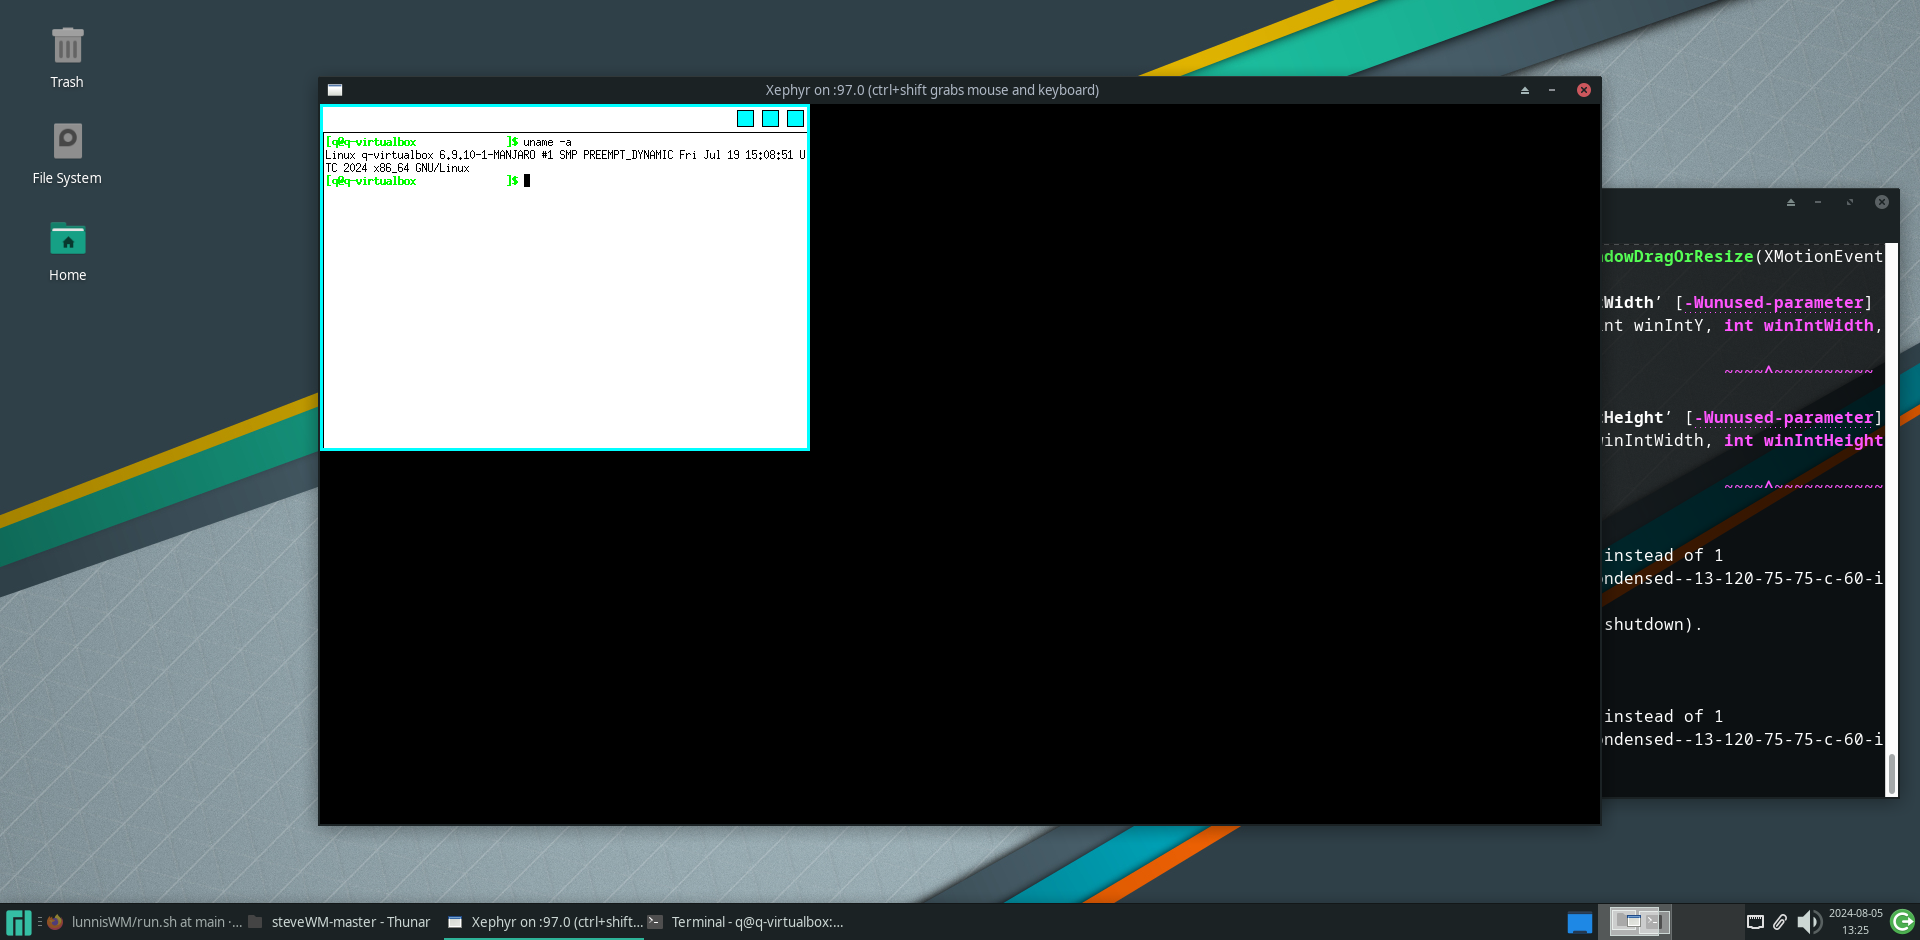 Trash
File System
Home
Xephyr on :97.0 (ctrl+shift grabs mouse and keyboard)
[q@q-virtualbox ]$ uname -a
Linux q-virtualbox 6.9.10-1-MANJARO #1 SMP PREEMPT_DYNAMIC Fri Jul 19 15:08:51 U
TC 2024 x86_64 GNU/Linux
[q@q-virtualbox ]$
dowDragOrResize(XMotionEvent
Width’ [-Wunused-parameter]
nt winIntY, int winIntWidth,
~~~~^~~~~~~~~~~
Height’ [-Wunused-parameter]
winIntWidth, int winIntHeight
~~~~^~~~~~~~~~~~
instead of 1
ondensed--13-120-75-75-c-60-i
shutdown).
instead of 1
ondensed--13-120-75-75-c-60-i
lunnisWM/run.sh at main ·...
steveWM-master - Thunar
Xephyr on :97.0 (ctrl+shift...
Terminal - q@q-virtualbox:...
2024-08-05
13:25